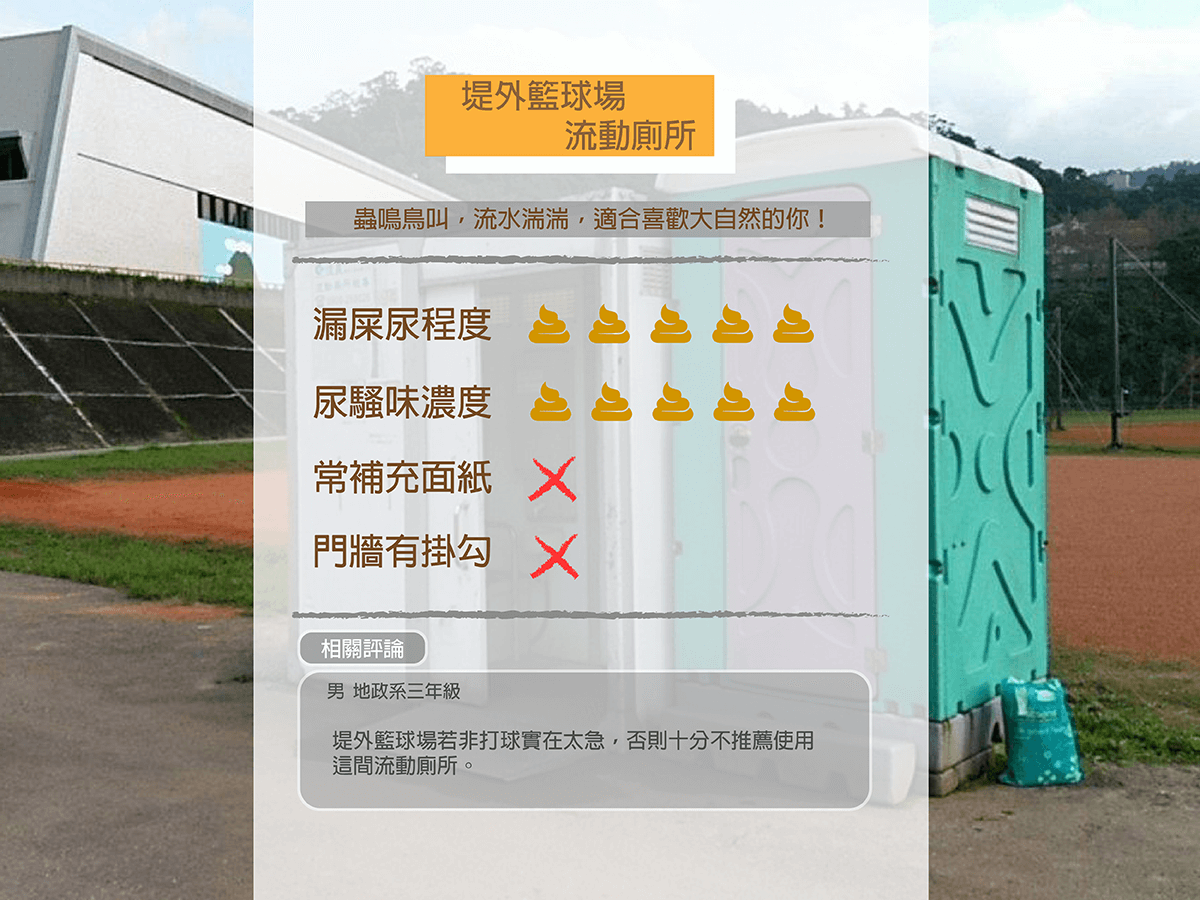 堤外籃球場
流動廁所
蟲鳴鳥叫，流水湍湍，適合喜歡大自然的你！
漏屎尿程度
尿騷味濃度
常補充面紙
門牆有掛勾
相關評論
男 地政系三年級
堤外籃球場若非打球實在太急，否則十分不推薦使用
這間流動廁所。